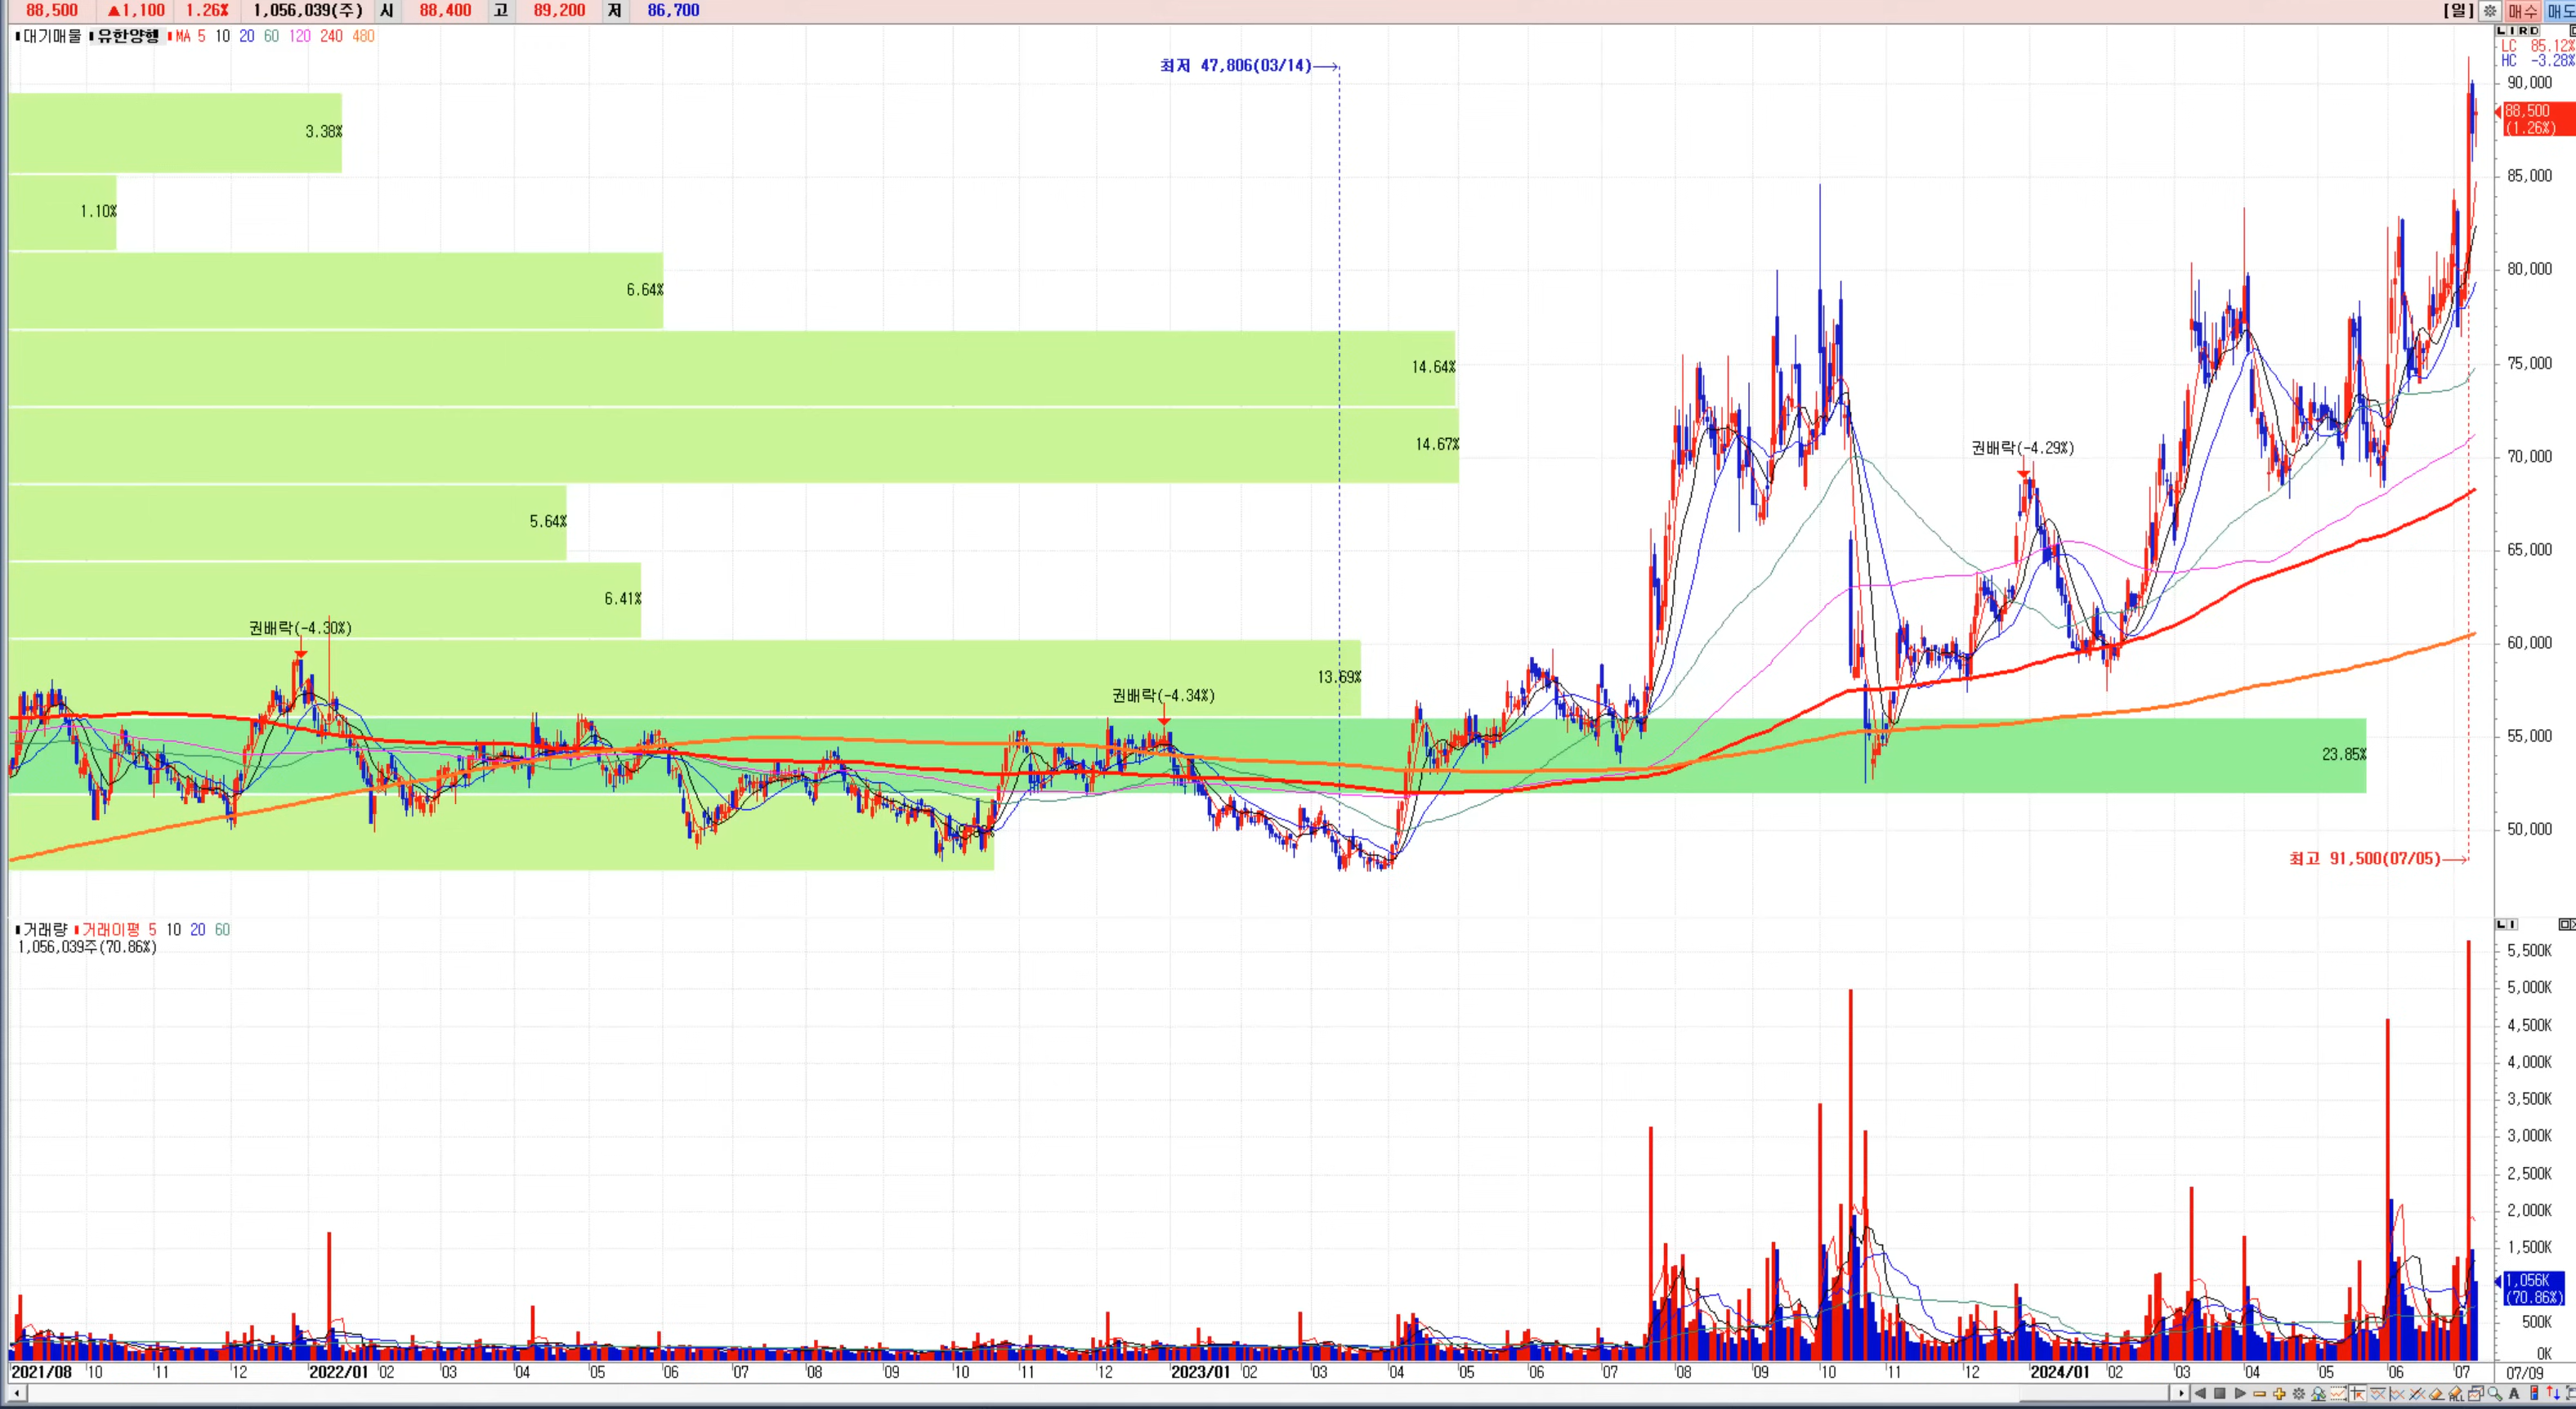 88,500 ▲1,100 1.26% 1,056,039(주) 시 88,400 고 89,200 저 86,700 [일] 매수 매도
대기매물 유한양행 MA 5 10 20 60 120 240 480
L I R D
LC 85.12%
HC -3.28%
최저 47,806(03/14)
90,000
88,500
(1.26%)
3.38%
85,000
1.10%
80,000
6.64%
75,000
14.64%
14.67%
권배락(-4.29%)
70,000
5.64%
65,000
6.41%
권배락(-4.30%)
60,000
13.69%
권배락(-4.34%)
55,000
23.85%
50,000
최고 91,500(07/05)
거래량 거래이평 5 10 20 60
L I
1,056,039주(70.86%)
5,500K
5,000K
4,500K
4,000K
3,500K
3,000K
2,500K
2,000K
1,500K
1,056K
(70.86%)
500K
0K
2021/08 10 11 12 2022/01 02 03 04 05 06 07 08 09 10 11 12 2023/01 02 03 04 05 06 07 08 09 10 11 12 2024/01 02 03 04 05 06 07 07/09
ALL A